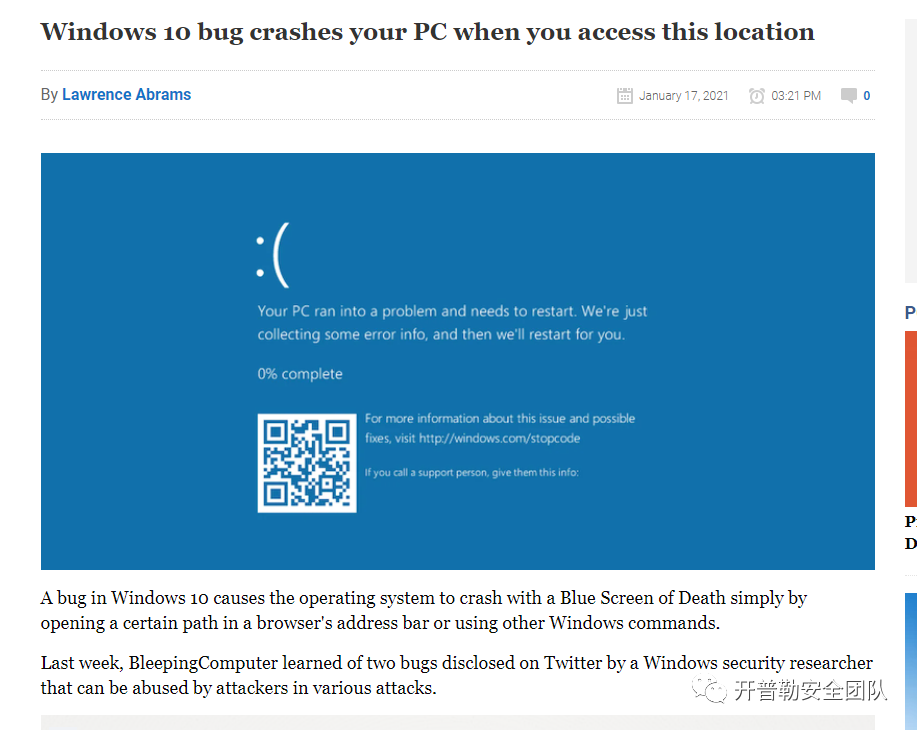 Windows 10 bug crashes your PC when you access this location
By Lawrence Abrams
January 17, 2021
03:21 PM
0
:(
Your PC ran into a problem and needs to restart. We're just
collecting some error info, and then we'll restart for you.
0% complete
For more information about this issue and possible
fixes, visit http://windows.com/stopcode
If you call a support person, give them this info:
A bug in Windows 10 causes the operating system to crash with a Blue Screen of Death simply by
opening a certain path in a browser's address bar or using other Windows commands.
Last week, BleepingComputer learned of two bugs disclosed on Twitter by a Windows security researcher
that can be abused by attackers in various attacks.
开普勒安全团队
P
D